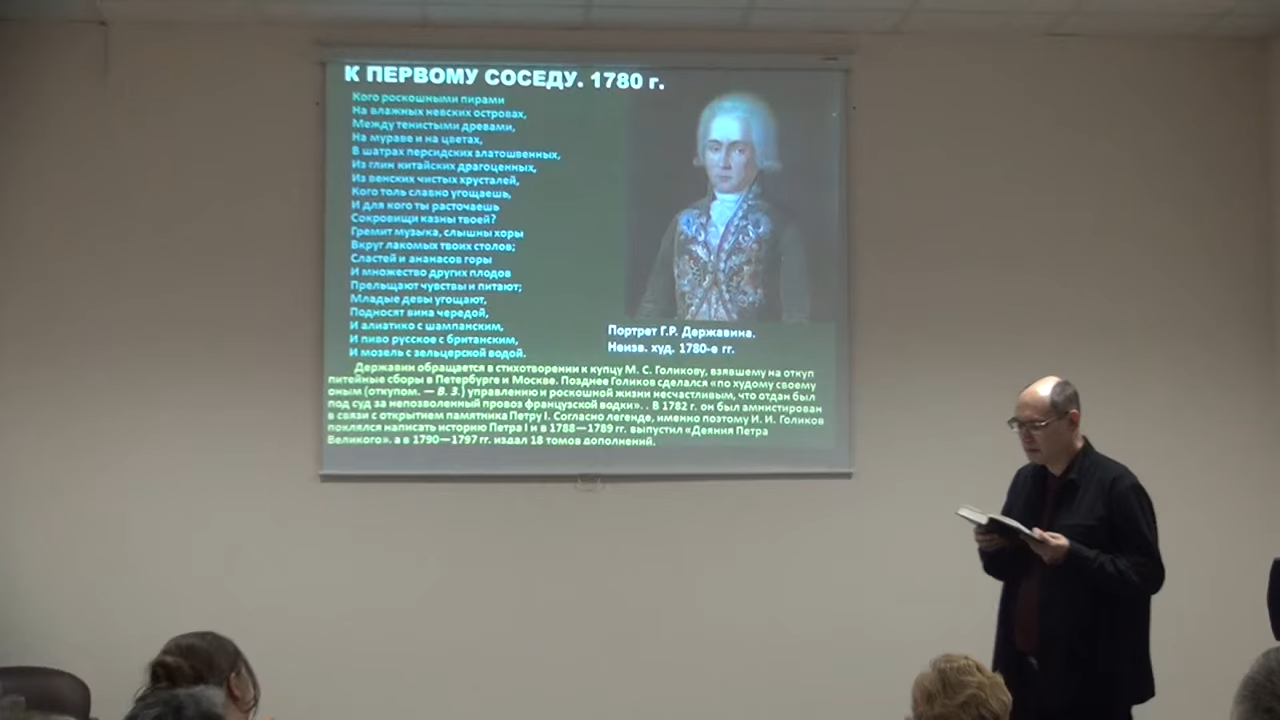 К ПЕРВОМУ СОСЕДУ. 1780 г.
Кого роскошными пирами
На влажных невских островах,
Между тенистыми древами,
На мураве и на цветах,
В шатрах персидских златошвенных,
Из глин китайских драгоценных,
Из венских чистых хрусталей,
Кого толь славно угощаешь,
И для кого ты расточаешь
Сокровищи казны твоей?
Гремит музыка, слышны хоры
Вкруг лакомых твоих столов;
Сластей и ананасов горы
И множество других плодов
Прельщают чувствы и питают;
Младые девы угощают,
Подносят вина чередой,
И алиатико с шампанским,
И пиво русское с британским,
И мозель с зельцерской водой.
Портрет Г.Р. Державина.
Неизв. худ. 1780-е гг.
Державин обращается в стихотворении к купцу М. С. Голикову, взявшему на откуп
питейные сборы в Петербурге и Москве. Позднее Голиков сделался «по худому своему
оным (откупом. — В. З.) управлению и роскошной жизни несчастливым, что отдан был
под суд за непозволенный провоз французской водки». . В 1782 г. он был амнистирован
в связи с открытием памятника Петру I. Согласно легенде, именно поэтому И. И. Голиков
поклялся написать историю Петра I и в 1788—1789 гг. выпустил «Деяния Петра
Великого», а в 1790—1797 гг. издал 18 томов дополнений.